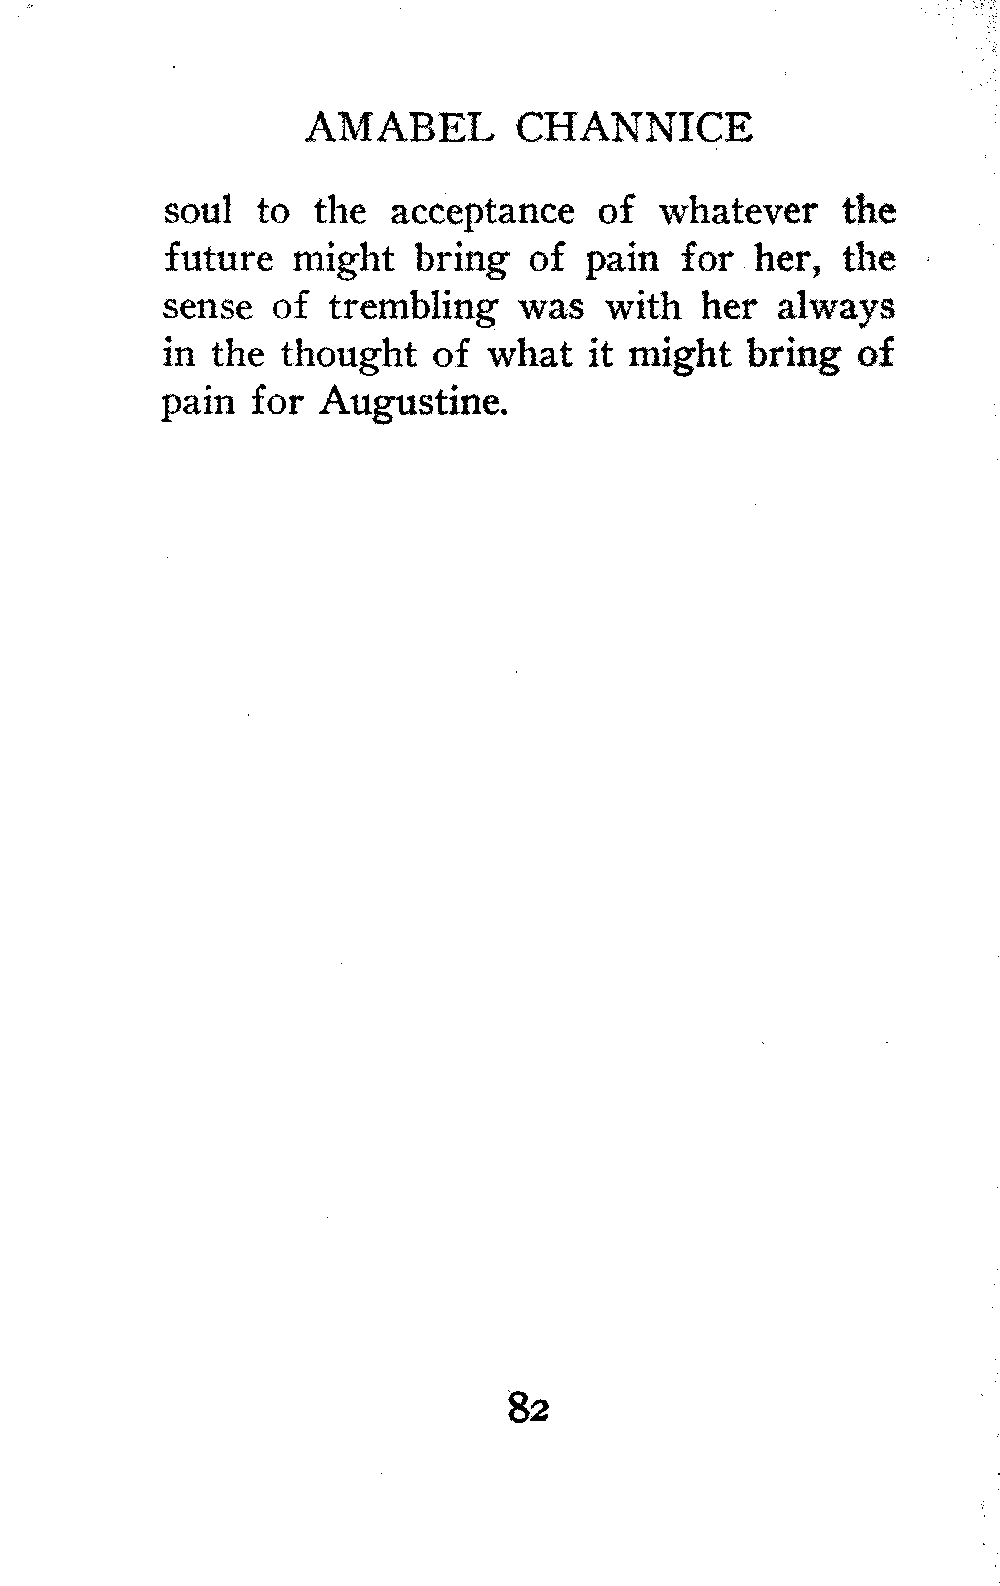 AMABEL CHANNICE
soul to the acceptance of whatever the
future might bring of pain for her, the
sense of trembling was with her always
in the thought of what it might bring of
pain for Augustine.
82